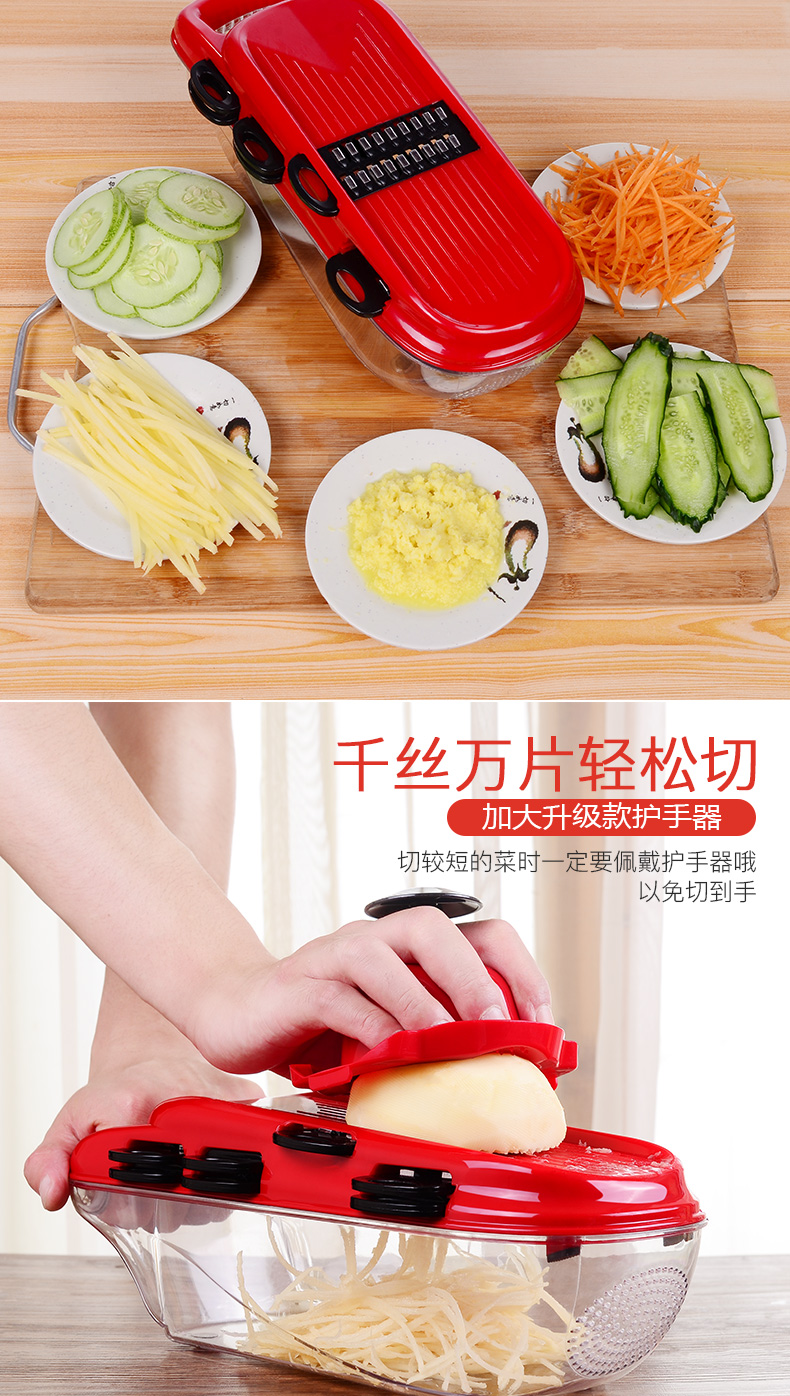 千丝万片轻松切
加大升级款护手器
切较短的菜时一定要佩戴护手器哦
以免切到手